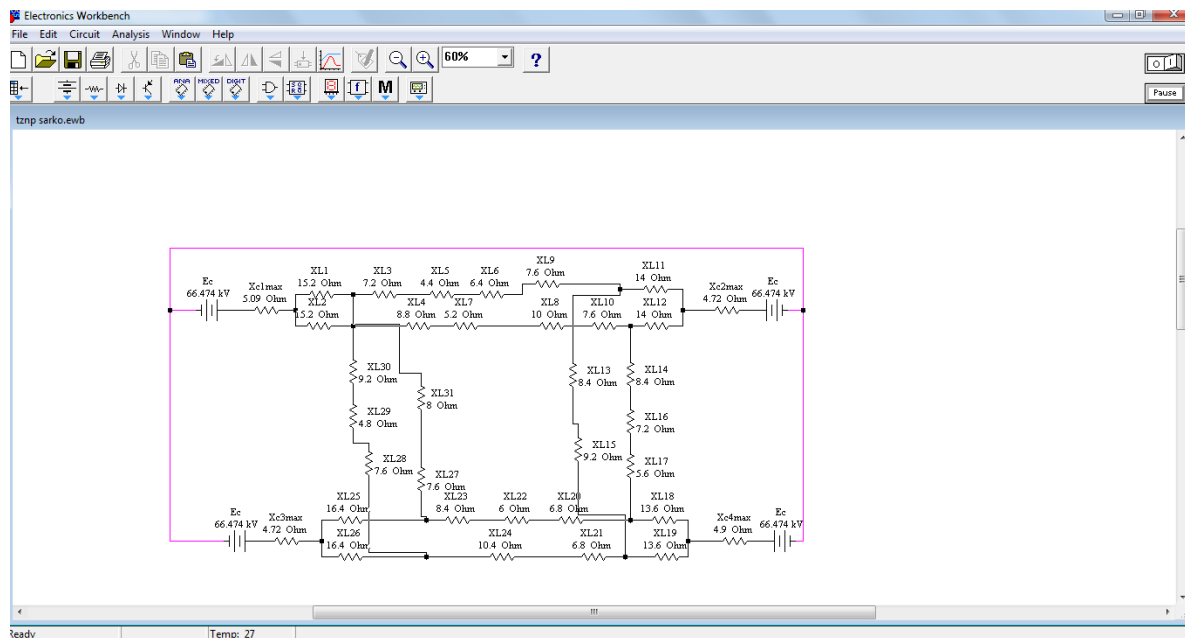 Electronics Workbench
File Edit Circuit Analysis Window Help
60%
?
ANA MIXED DIGIT
f M
Pause
tznp sarko.ewb
Ec
66.474 kV
Xc1max
5.09 Ohm
XL1
15.2 Ohm
XL2
15.2 Ohm
XL3
7.2 Ohm
XL5
4.4 Ohm
XL6
6.4 Ohm
XL9
7.6 Ohm
XL11
14 Ohm
XL4
8.8 Ohm
XL7
5.2 Ohm
XL8
10 Ohm
XL10
7.6 Ohm
XL12
14 Ohm
Xc2max
4.72 Ohm
Ec
66.474 kV
XL30
9.2 Ohm
XL31
8 Ohm
XL29
4.8 Ohm
XL28
7.6 Ohm
XL27
7.6 Ohm
XL13
8.4 Ohm
XL14
8.4 Ohm
XL16
7.2 Ohm
XL15
9.2 Ohm
XL17
5.6 Ohm
Ec
66.474 kV
Xc3max
4.72 Ohm
XL25
16.4 Ohm
XL26
16.4 Ohm
XL23
8.4 Ohm
XL22
6 Ohm
XL20
6.8 Ohm
XL18
13.6 Ohm
XL24
10.4 Ohm
XL21
6.8 Ohm
XL19
13.6 Ohm
Xc4max
4.9 Ohm
Ec
66.474 kV
Ready
Temp: 27